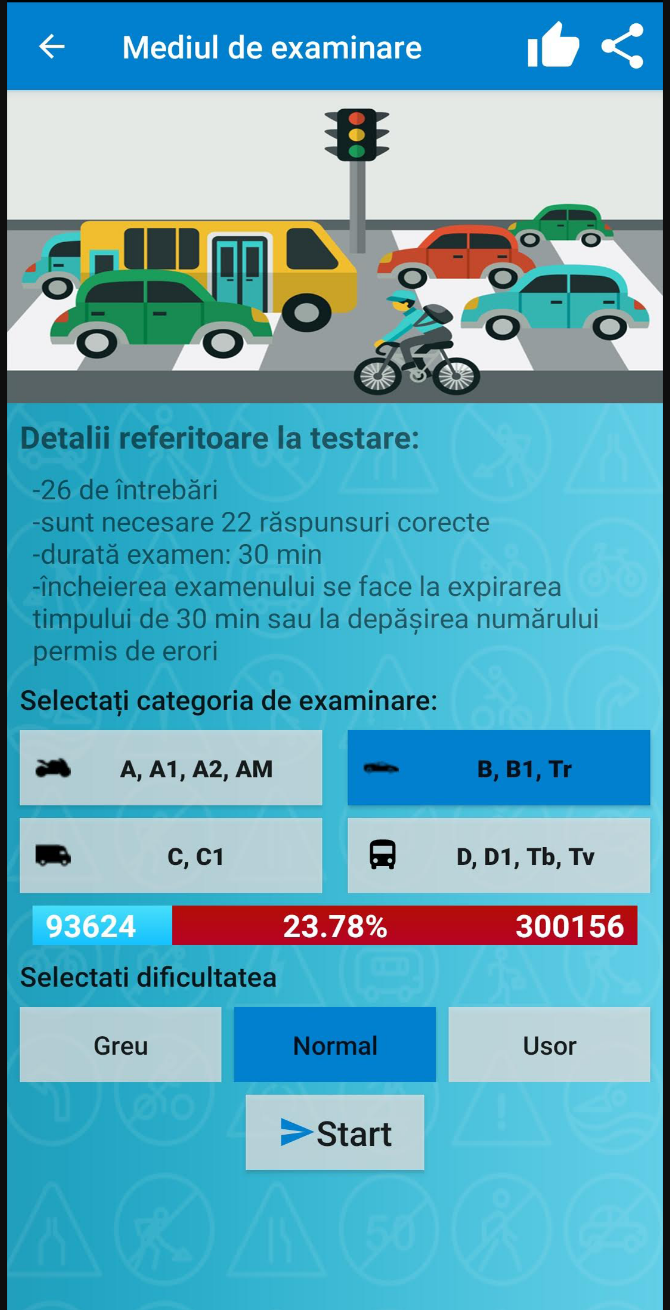 Mediul de examinare
Detalii referitoare la testare:
-26 de întrebări
-sunt necesare 22 răspunsuri corecte
-durată examen: 30 min
-încheierea examenului se face la expirarea
timpului de 30 min sau la depășirea numărului
permis de erori
Selectați categoria de examinare:
A, A1, A2, AM
B, B1, Tr
C, C1
D, D1, Tb, Tv
93624 23.78% 300156
Selectati dificultatea
Greu
Normal
Usor
Start
50